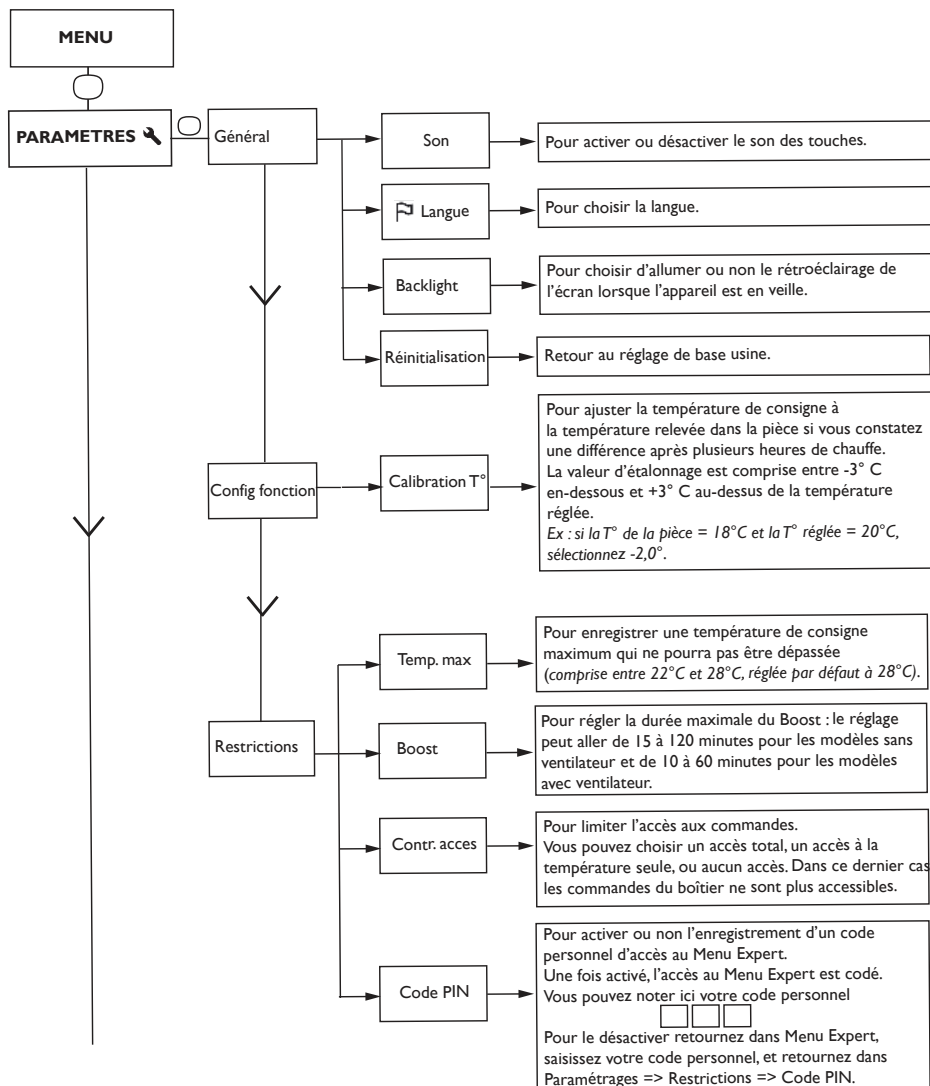 MENU
PARAMETRES
Général
Son
Pour activer ou désactiver le son des touches.
Langue
Pour choisir la langue.
Backlight
Pour choisir d'allumer ou non le rétroéclairage de
l'écran lorsque l'appareil est en veille.
Réinitialisation
Retour au réglage de base usine.
Config fonction
Calibration T°
Pour ajuster la température de consigne à
la température relevée dans la pièce si vous constatez
une différence après plusieurs heures de chauffe.
La valeur d'étalonnage est comprise entre -3° C
en-dessous et +3° C au-dessus de la température
réglée.
Ex : si la T° de la pièce = 18°C et la T° réglée = 20°C,
sélectionnez -2,0°.
Restrictions
Temp. max
Pour enregistrer une température de consigne
maximum qui ne pourra pas être dépassée
(comprise entre 22°C et 28°C, réglée par défaut à 28°C).
Boost
Pour régler la durée maximale du Boost : le réglage
peut aller de 15 à 120 minutes pour les modèles sans
ventilateur et de 10 à 60 minutes pour les modèles
avec ventilateur.
Contr. acces
Pour limiter l'accès aux commandes.
Vous pouvez choisir un accès total, un accès à la
température seule, ou aucun accès. Dans ce dernier cas
les commandes du boîtier ne sont plus accessibles.
Code PIN
Pour activer ou non l'enregistrement d'un code
personnel d'accès au Menu Expert.
Une fois activé, l'accès au Menu Expert est codé.
Vous pouvez noter ici votre code personnel
Pour le désactiver retournez dans Menu Expert,
saisissez votre code personnel, et retournez dans
Paramétrages => Restrictions => Code PIN.